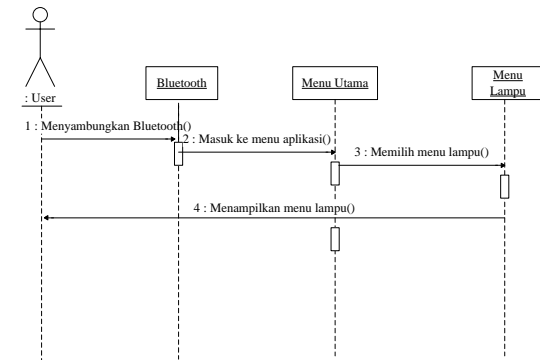 : User
Bluetooth
Menu Utama
Menu
Lampu
1 : Menyambungkan Bluetooth()
2 : Masuk ke menu aplikasi()
3 : Memilih menu lampu()
4 : Menampilkan menu lampu()